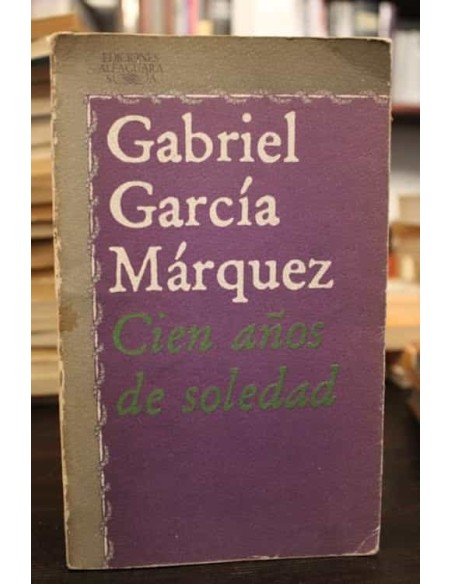 EDICIONES
ALFAGUARA
Gabriel
García
Márquez
Cien años
de soledad